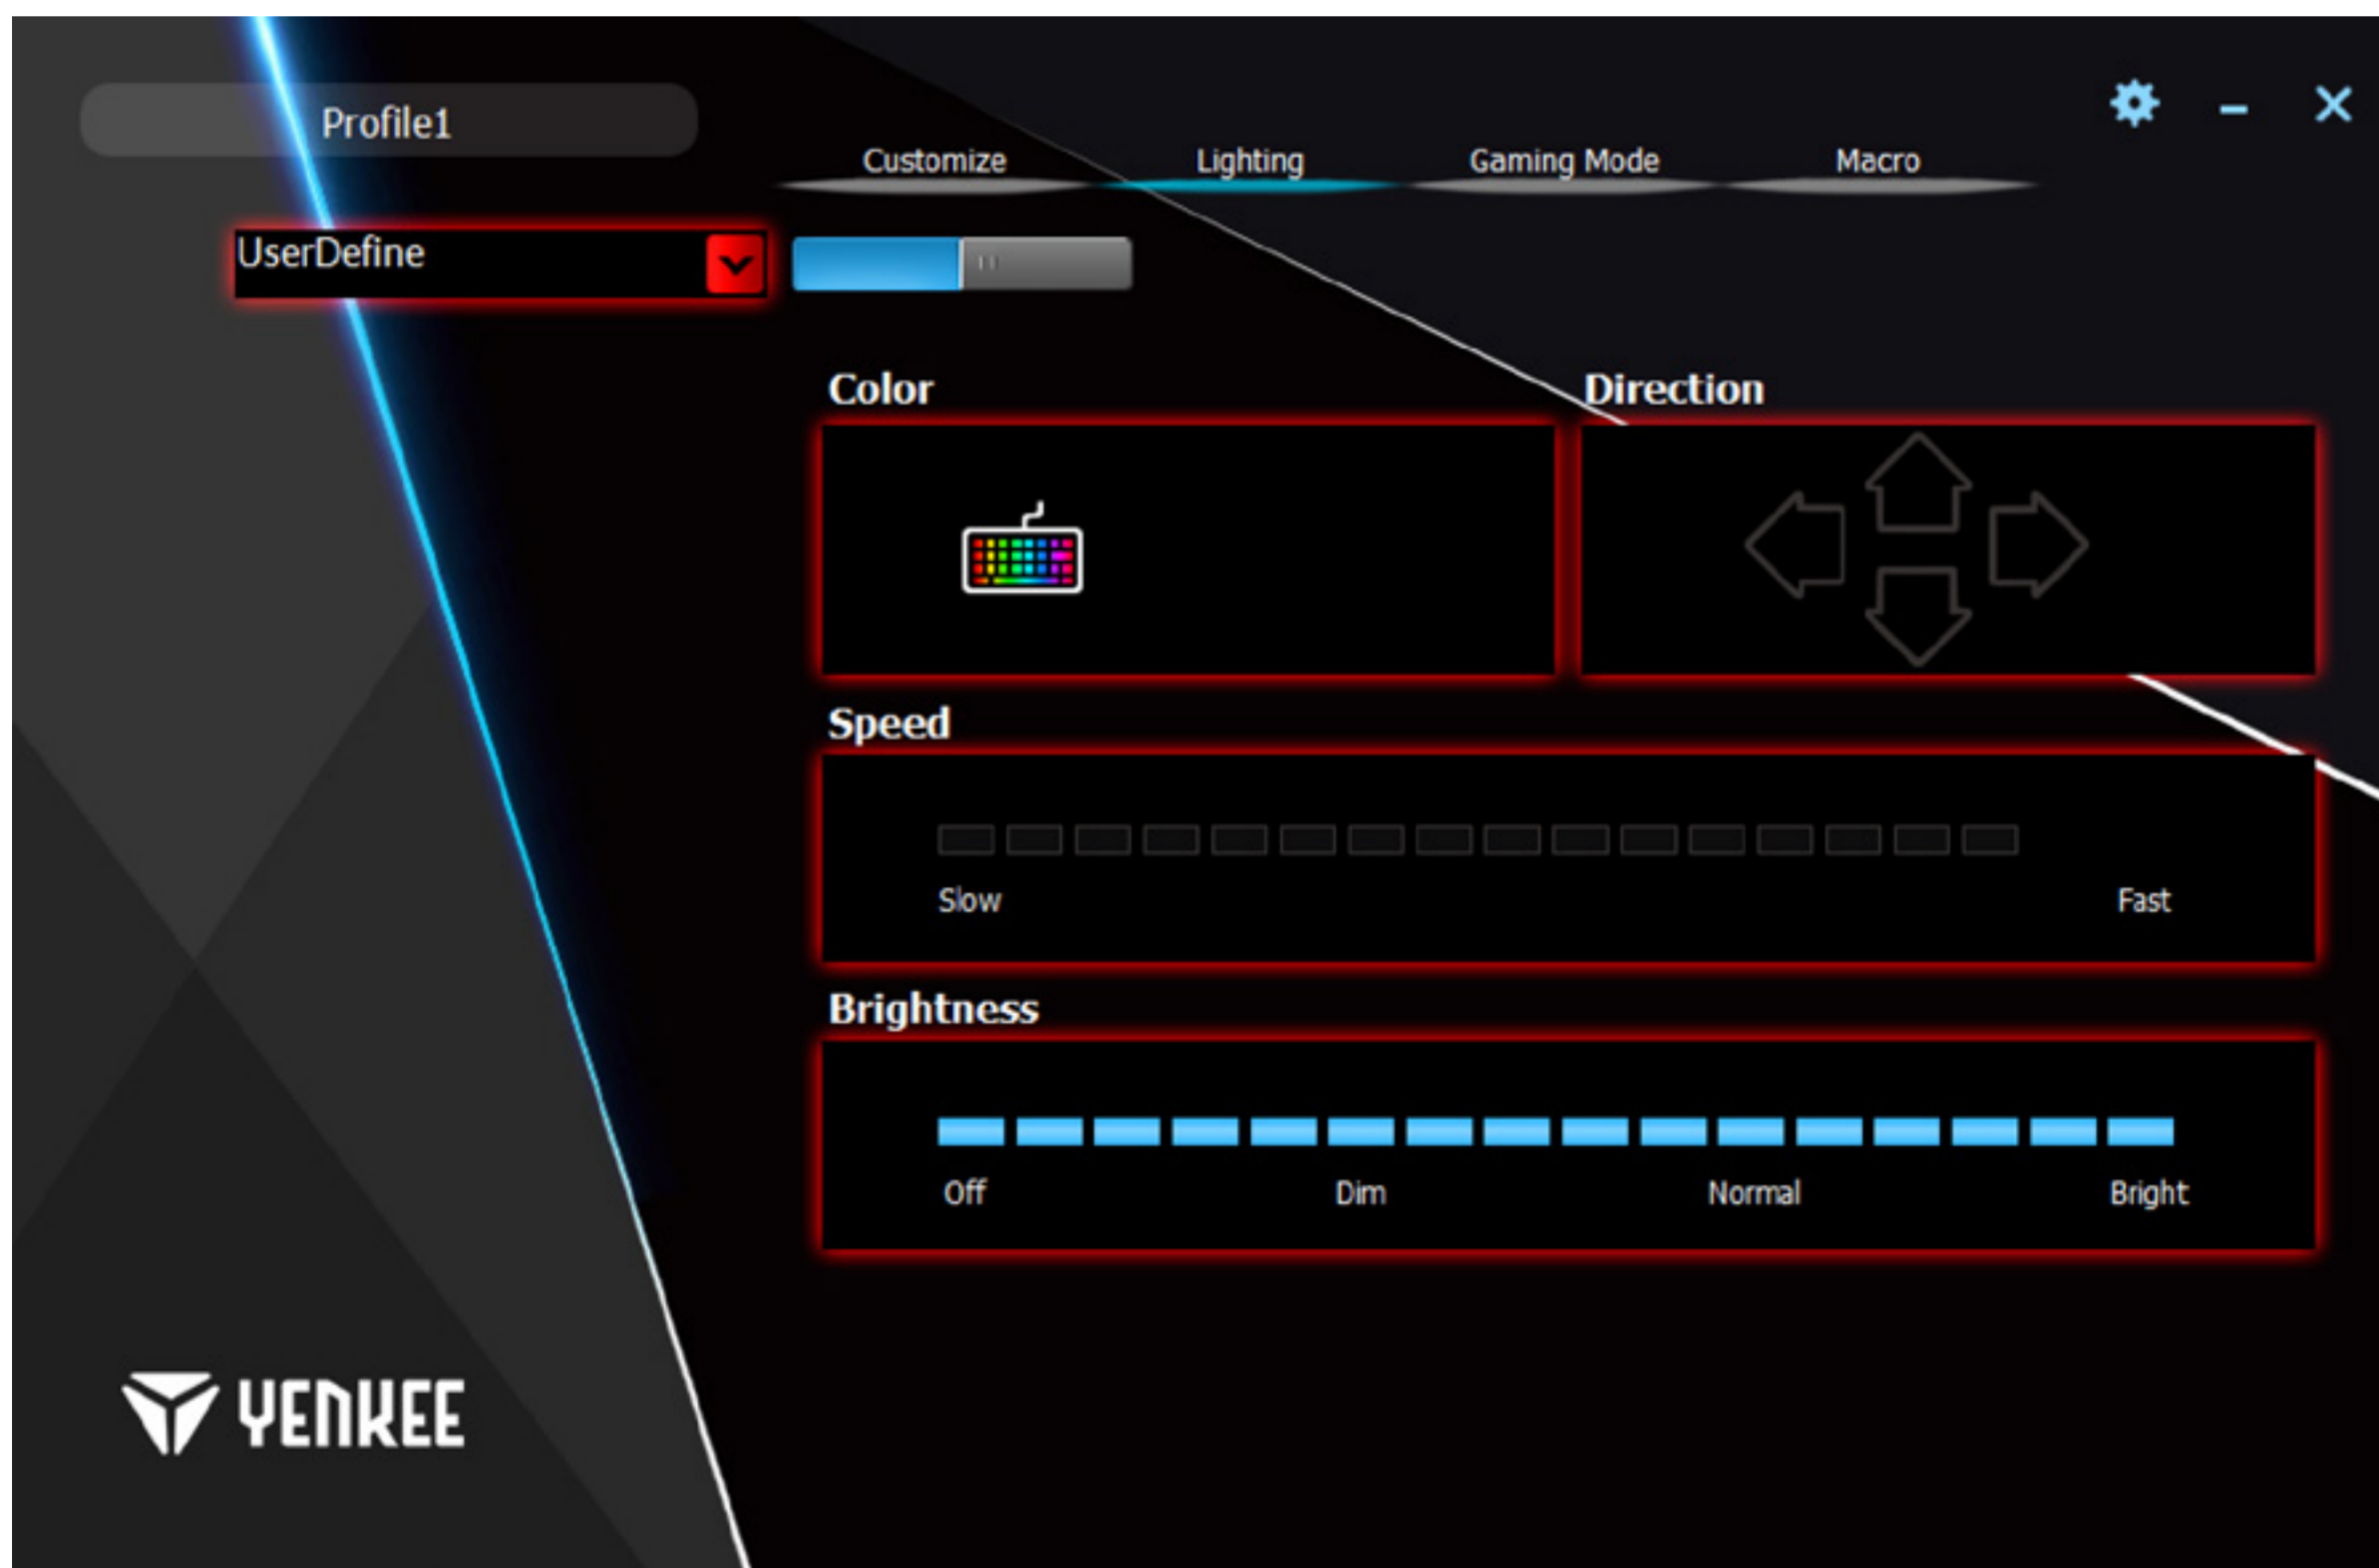 Profile1
Customize
Lighting
Gaming Mode
Macro
UserDefine
Color
Direction
Speed
Slow
Fast
Brightness
Off
Dim
Normal
Bright
YENKEE